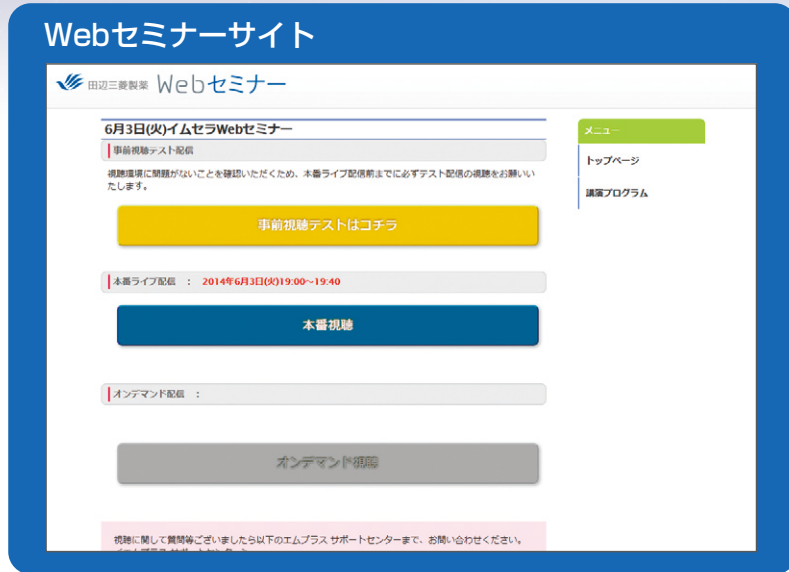 Webセミナーサイト
田辺三菱製薬 Webセミナー
6月3日(火)イムセラWebセミナー
事前視聴テスト配信
視聴環境に問題がないことを確認いただくため、本番ライブ配信前までに必ずテスト配信の視聴をお願いい
たします。
事前視聴テストはコチラ
本番ライブ配信 : 2014年6月3日(火)19:00~19:40
本番視聴
オンデマンド配信 :
オンデマンド視聴
視聴に関して質問等ございましたら以下のエムプラス サポートセンターまで、お問い合わせください。
メニュー
トップページ
講演プログラム